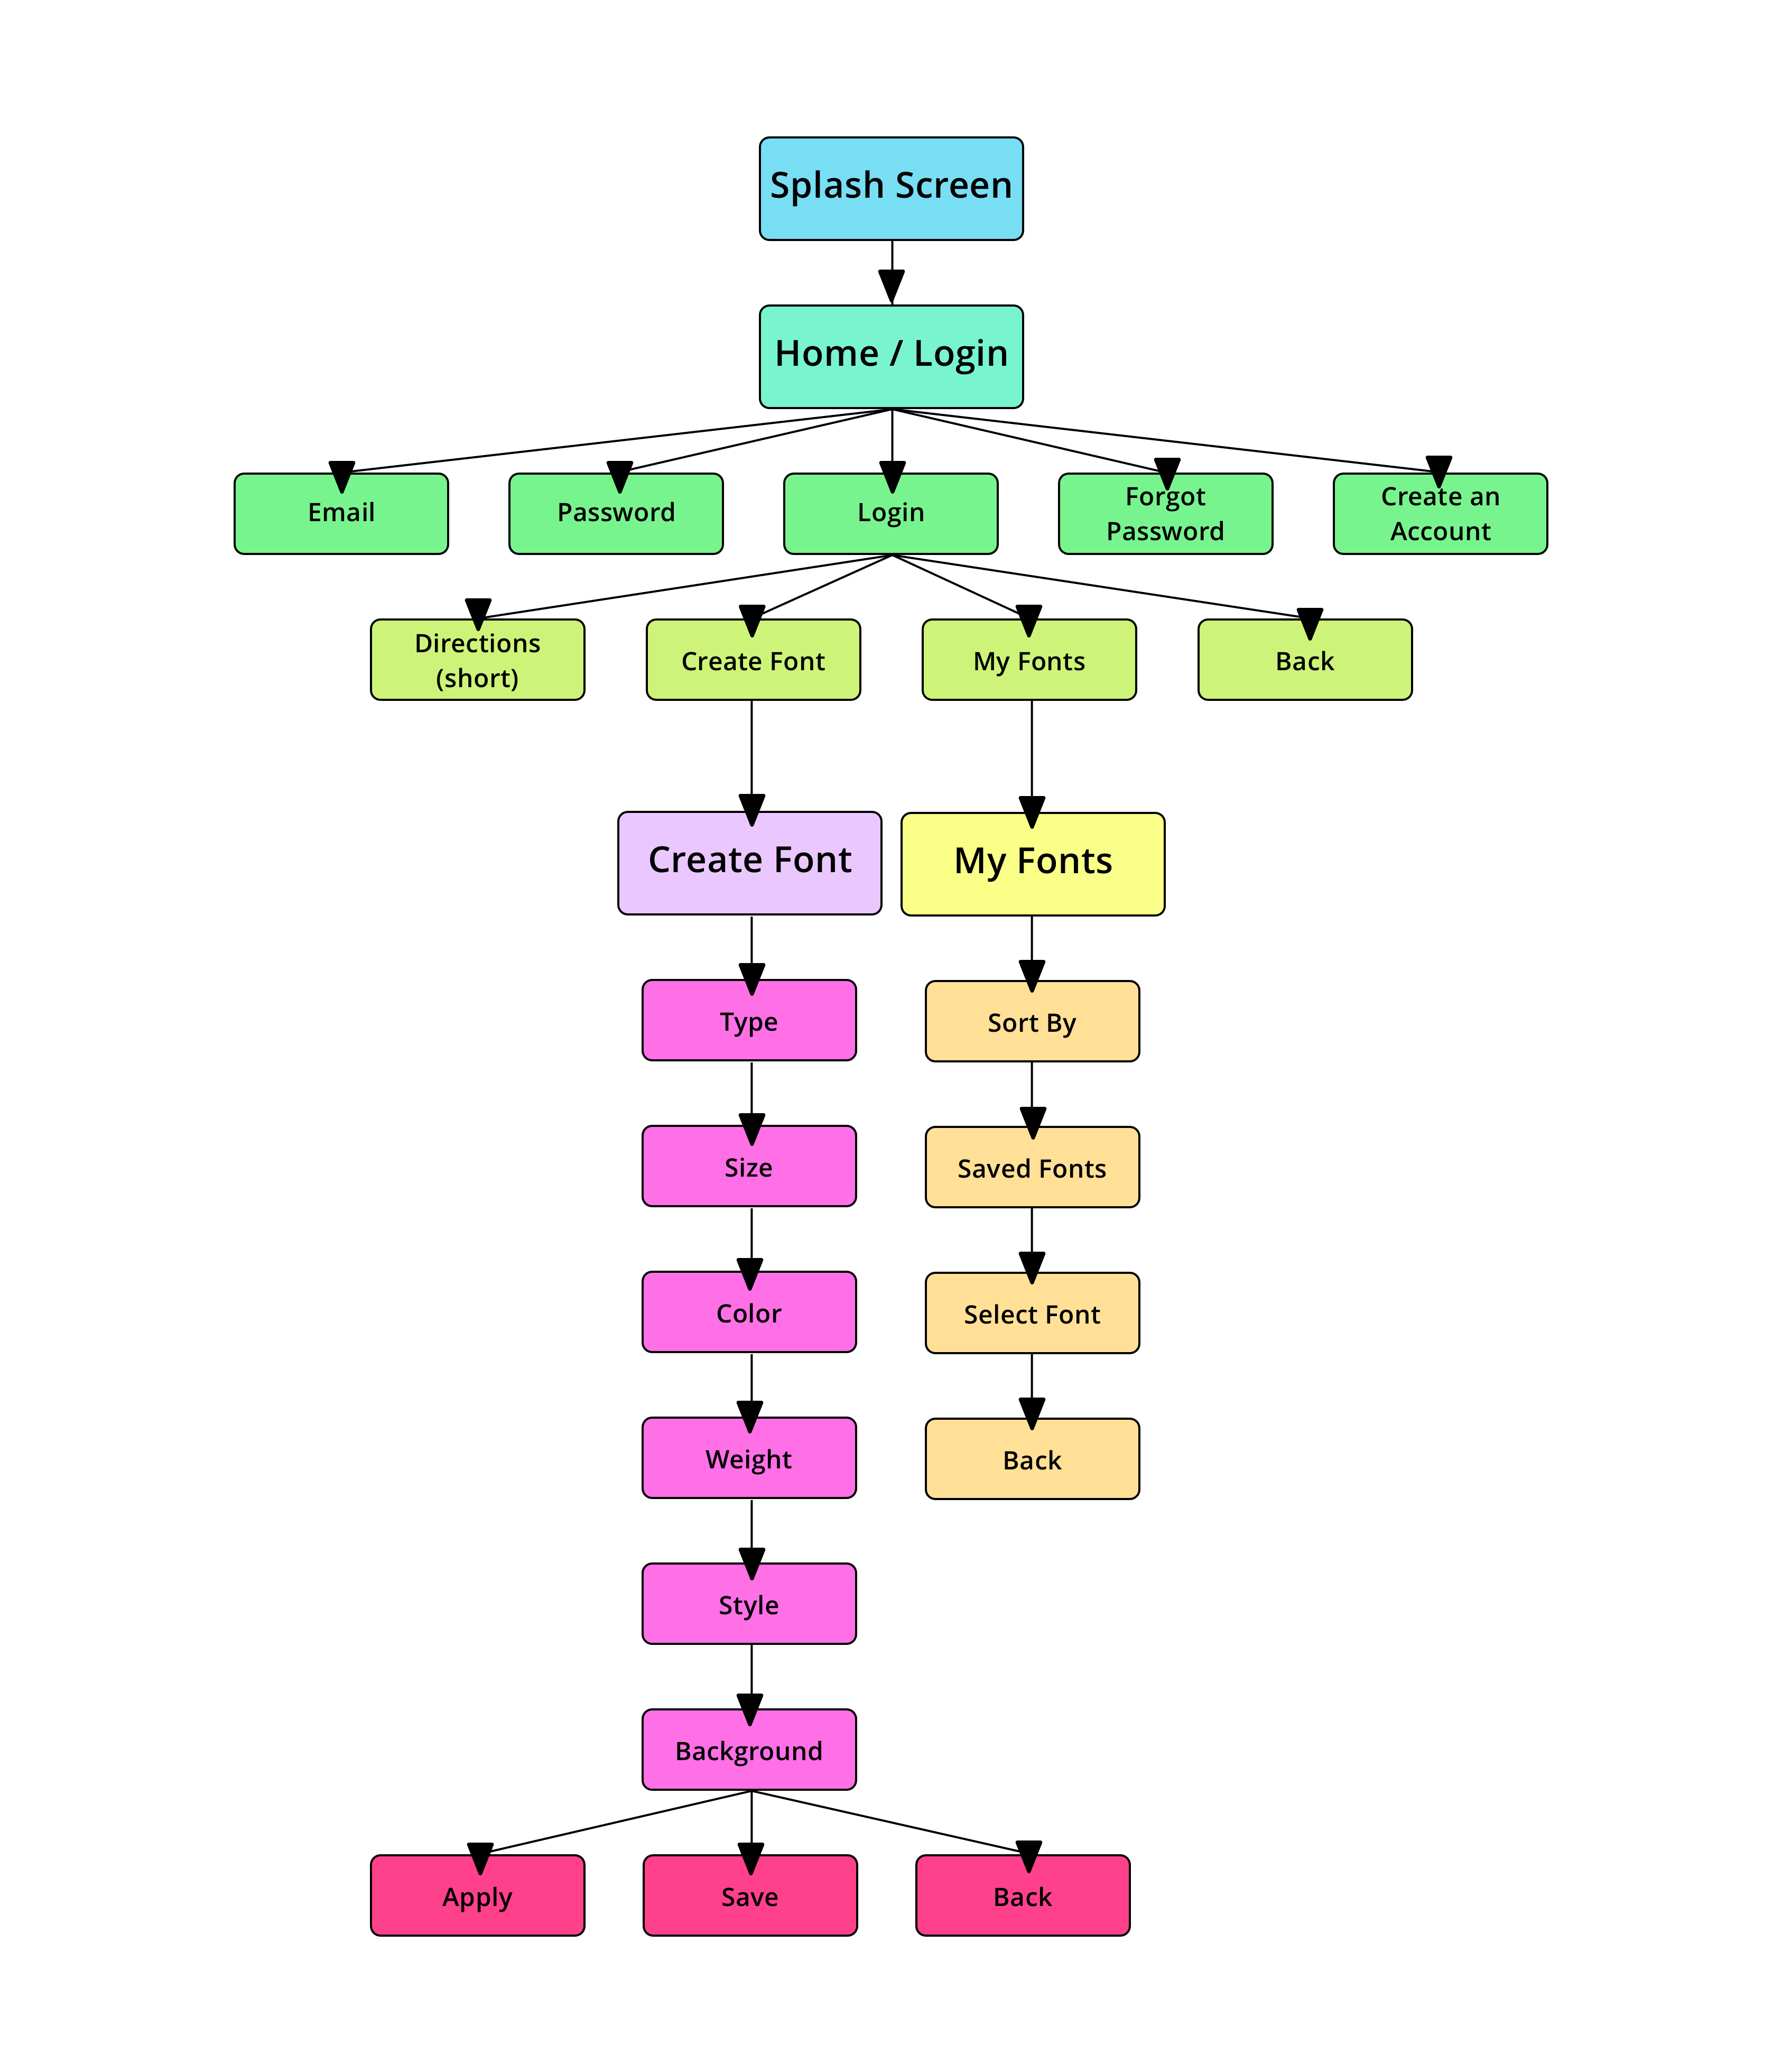 Splash Screen
Home / Login
Email
Password
Login
Forgot
Password
Create an
Account
Directions
(short)
Create Font
My Fonts
Back
Create Font
My Fonts
Type
Sort By
Size
Saved Fonts
Color
Select Font
Weight
Back
Style
Background
Apply
Save
Back